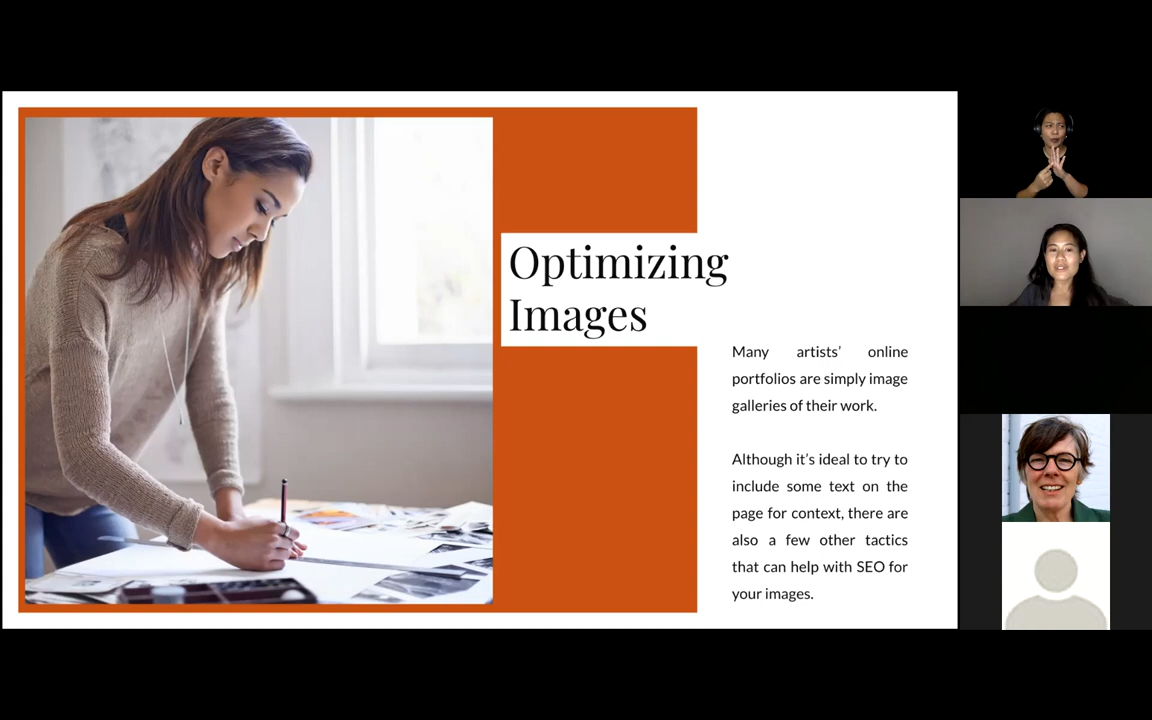 Optimizing
Images
Many artists’ online
portfolios are simply image
galleries of their work.
Although it’s ideal to try to
include some text on the
page for context, there are
also a few other tactics
that can help with SEO for
your images.